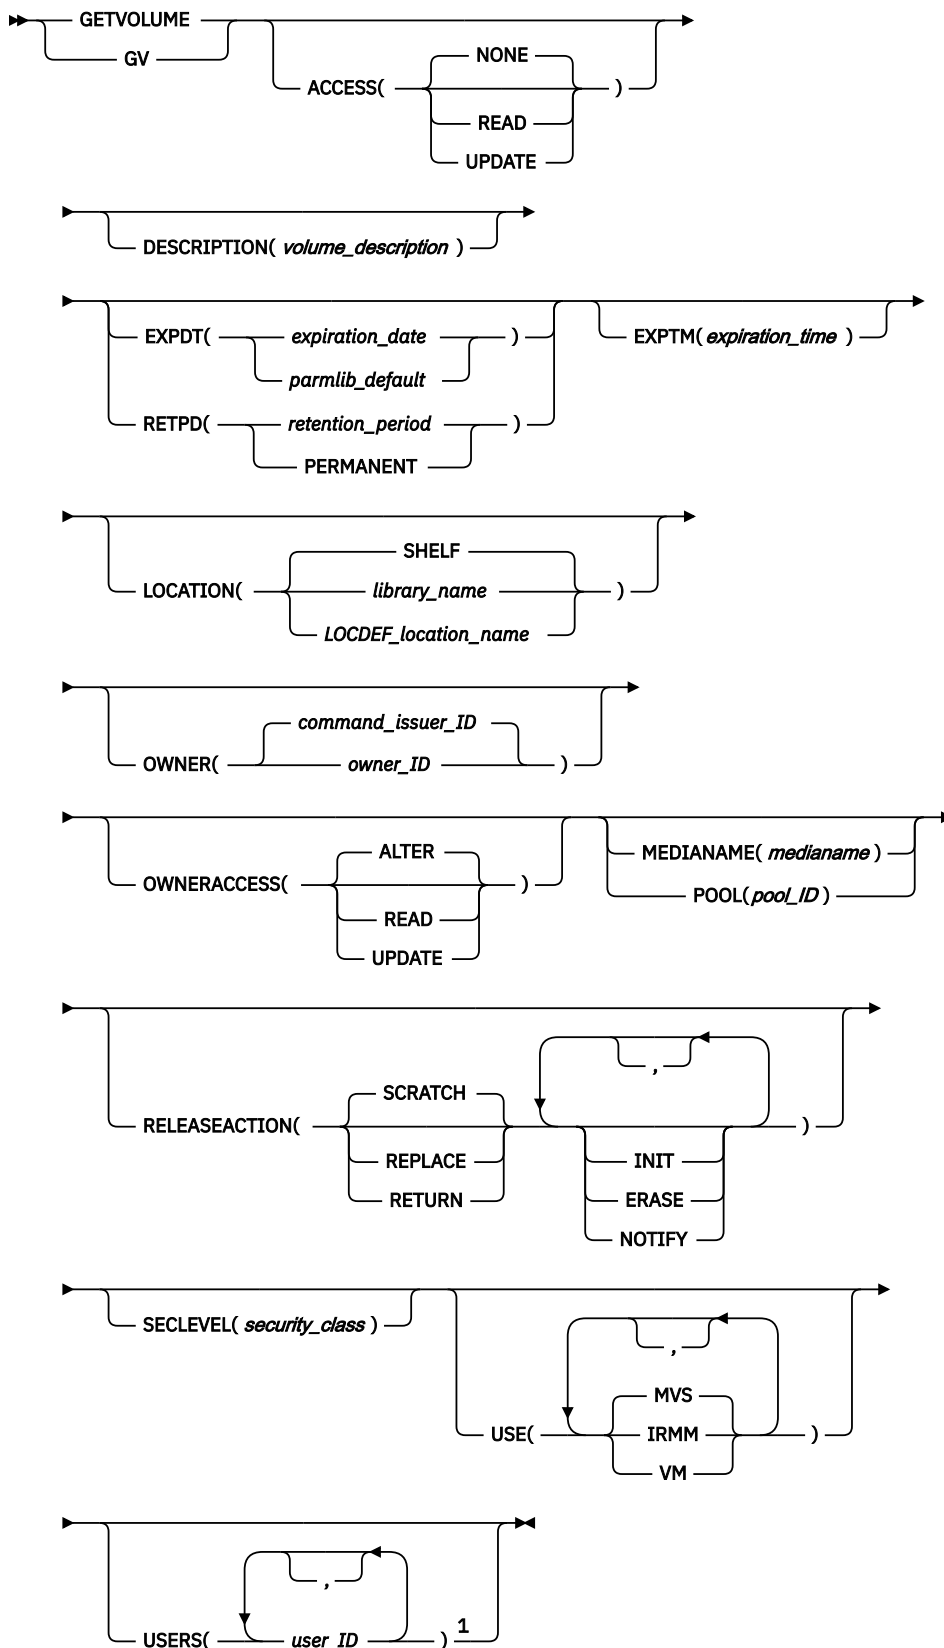 GETVOLUME
GV
ACCESS(
NONE
READ
UPDATE
)
DESCRIPTION( volume_description )
EXPDT(
expiration_date
parmlib_default
)
RETPD(
retention_period
PERMANENT
)
EXPTM( expiration_time )
LOCATION(
SHELF
library_name
LOCDEF_location_name
)
OWNER(
command_issuer_ID
owner_ID
)
OWNERACCESS(
ALTER
READ
UPDATE
)
MEDIANAME( medianame )
POOL( pool_ID )
RELEASEACTION(
SCRATCH
REPLACE
RETURN
,
INIT
ERASE
NOTIFY
)
SECLEVEL( security_class )
USE(
,
MVS
IRMM
VM
)
USERS(
,
user_ID
) 1